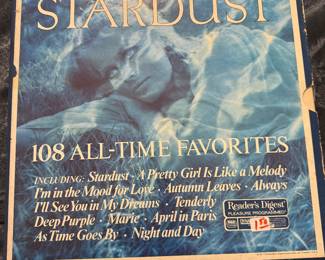 STARDUST
108 ALL-TIME FAVORITES
INCLUDING: Stardust · A Pretty Girl Is Like a Melody
I'm in the Mood for Love · Autumn Leaves · Always
I'll See You in My Dreams · Tenderly
Deep Purple · Marie · April in Paris
As Time Goes By · Night and Day
Reader's Digest
PLEASURE PROGRAMMED